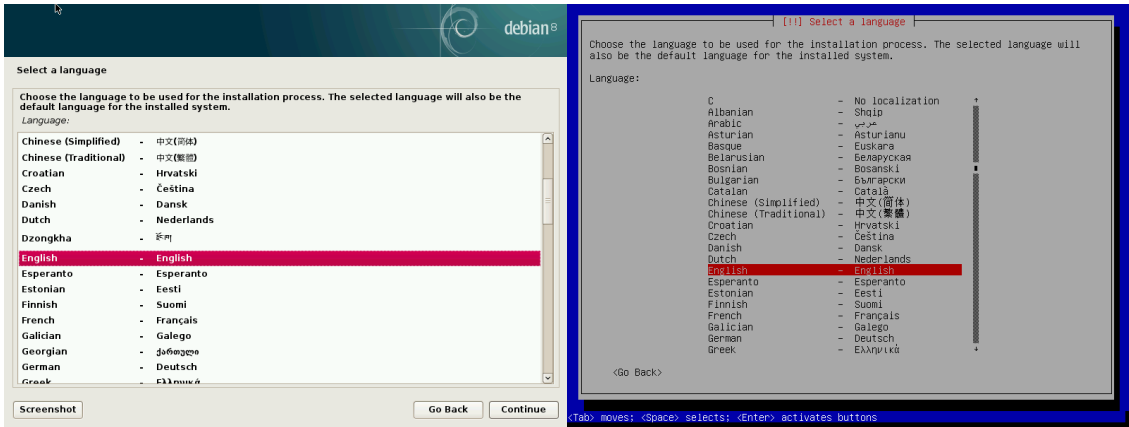 debian 8
Select a language
Choose the language to be used for the installation process. The selected language will also be the
default language for the installed system.
Language:
Chinese (Simplified) - 中文(简体)
Chinese (Traditional) - 中文(繁體)
Croatian - Hrvatski
Czech - Čeština
Danish - Dansk
Dutch - Nederlands
Dzongkha - རྫོང་ཁ།
English - English
Esperanto - Esperanto
Estonian - Eesti
Finnish - Suomi
French - Français
Galician - Galego
Georgian - ქართული
German - Deutsch
Greek - Ελληνικά
Screenshot
Go Back
Continue
[!!] Select a language
Choose the language to be used for the installation process. The selected language will
also be the default language for the installed system.
Language:
C - No localization
Albanian - Shqip
Arabic - عربي
Asturian - Asturianu
Basque - Euskara
Belarusian - Беларуская
Bosnian - Bosanski
Bulgarian - Български
Catalan - Català
Chinese (Simplified) - 中文(简体)
Chinese (Traditional) - 中文(繁體)
Croatian - Hrvatski
Czech - Čeština
Danish - Dansk
Dutch - Nederlands
English - English
Esperanto - Esperanto
Estonian - Eesti
Finnish - Suomi
French - Français
Galician - Galego
German - Deutsch
Greek - Ελληνικά
<Go Back>
<Tab> moves; <Space> selects; <Enter> activates buttons